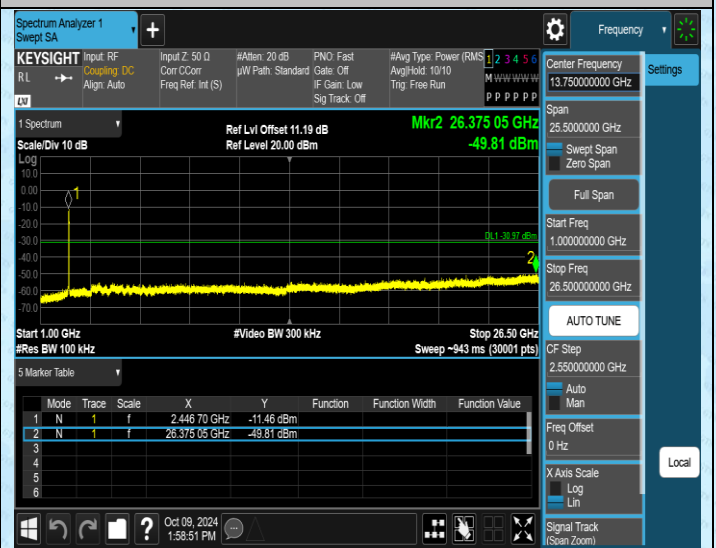 Spectrum Analyzer 1
Swept SA
+
Frequency
KEYSIGHT
RL
LXI
Input: RF
Coupling: DC
Align: Auto
Input Z: 50 Ω
Corr CCorr
Freq Ref: Int (S)
#Atten: 20 dB
µW Path: Standard
PNO: Fast
Gate: Off
IF Gain: Low
Sig Track: Off
#Avg Type: Power (RMS
Avg|Hold: 10/10
Trig: Free Run
1 2 3 4 5 6
M W W W W W
P P P P P P
1 Spectrum
Scale/Div 10 dB
Ref Lvl Offset 11.19 dB
Ref Level 20.00 dBm
Mkr2 26.375 05 GHz
-49.81 dBm
Log
10.0
0.00
-10.0
-20.0
-30.0
-40.0
-50.0
-60.0
-70.0
1
DL1 -30.97 dBm
2
Start 1.00 GHz
#Res BW 100 kHz
#Video BW 300 kHz
Stop 26.50 GHz
Sweep ~943 ms (30001 pts)
5 Marker Table
Mode Trace Scale X Y Function Function Width Function Value
1 N 1 f 2.446 70 GHz -11.46 dBm
2 N 1 f 26.375 05 GHz -49.81 dBm
3
4
5
6
Oct 09, 2024
1:58:51 PM
?
Center Frequency
13.75000000 GHz
Settings
Span
25.5000000 GHz
Swept Span
Zero Span
Full Span
Start Freq
1.000000000 GHz
Stop Freq
26.500000000 GHz
AUTO TUNE
CF Step
2.550000000 GHz
Auto
Man
Freq Offset
0 Hz
Local
X Axis Scale
Log
Lin
Signal Track
(Span Zoom)